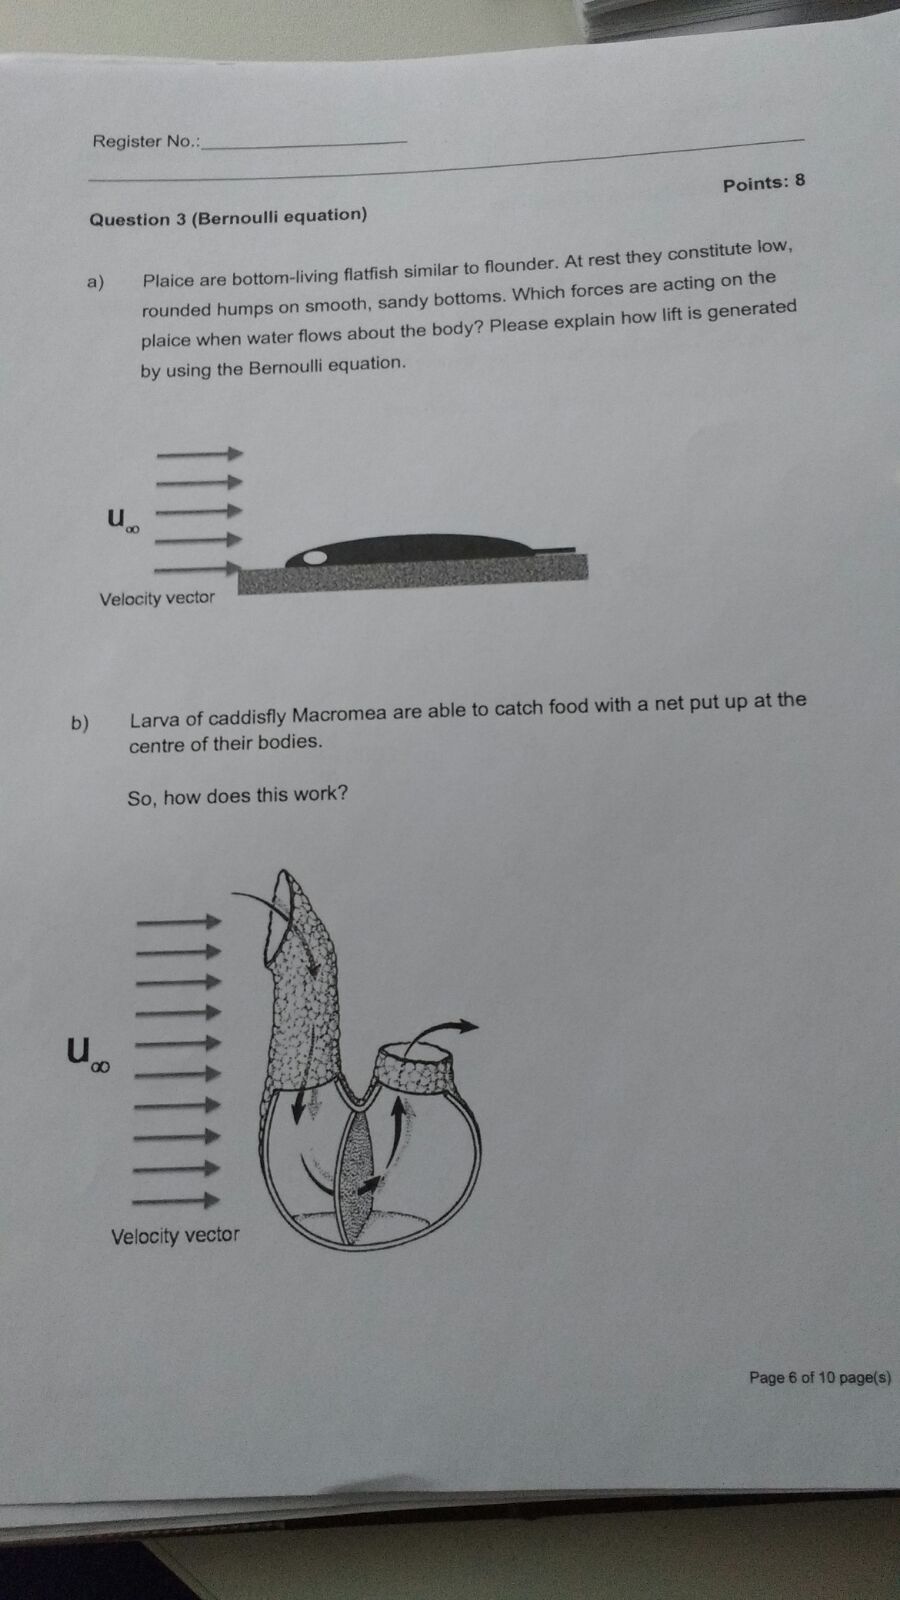 Register No.:
Points: 8
Question 3 (Bernoulli equation)
a) Plaice are bottom-living flatfish similar to flounder. At rest they constitute low,
rounded humps on smooth, sandy bottoms. Which forces are acting on the
plaice when water flows about the body? Please explain how lift is generated
by using the Bernoulli equation.
u∞
Velocity vector
b) Larva of caddisfly Macromea are able to catch food with a net put up at the
centre of their bodies.
So, how does this work?
u∞
Velocity vector
Page 6 of 10 page(s)